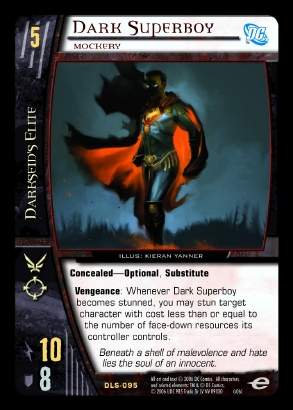 5
DARK SUPERBOY
DC
MOCKERY
DARKSEID'S ELITE
ILLUS: KIERAN YANNER
Concealed—Optional, Substitute
Vengeance: Whenever Dark Superboy
becomes stunned, you may stun target
character with cost less than or equal to
the number of face-down resources its
controller controls.
10
Beneath a shell of malevolence and hate
lies the soul of an innocent.
8
DLS-095